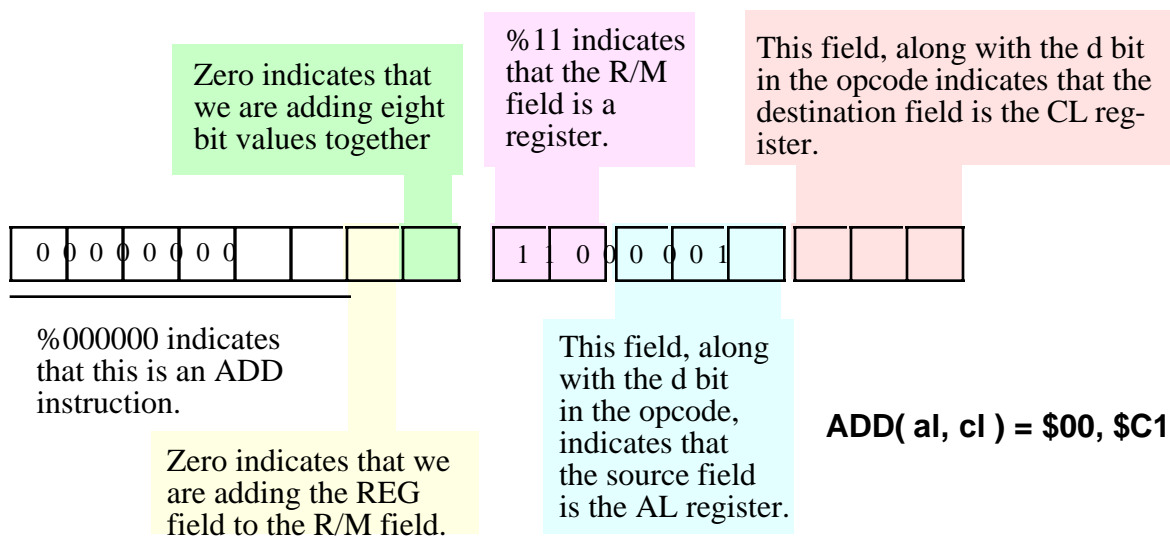 Zero indicates that
we are adding eight
bit values together
%11 indicates
that the R/M
field is a
register.
This field, along with the d bit
in the opcode indicates that the
destination field is the CL reg-
ister.
0 0 0 0 0 0 0 0
1 1 0 0 0 0 0 1
%000000 indicates
that this is an ADD
instruction.
Zero indicates that we
are adding the REG
field to the R/M field.
This field, along
with the d bit
in the opcode,
indicates that
the source field
is the AL register.
ADD( al, cl ) = $00, $C1